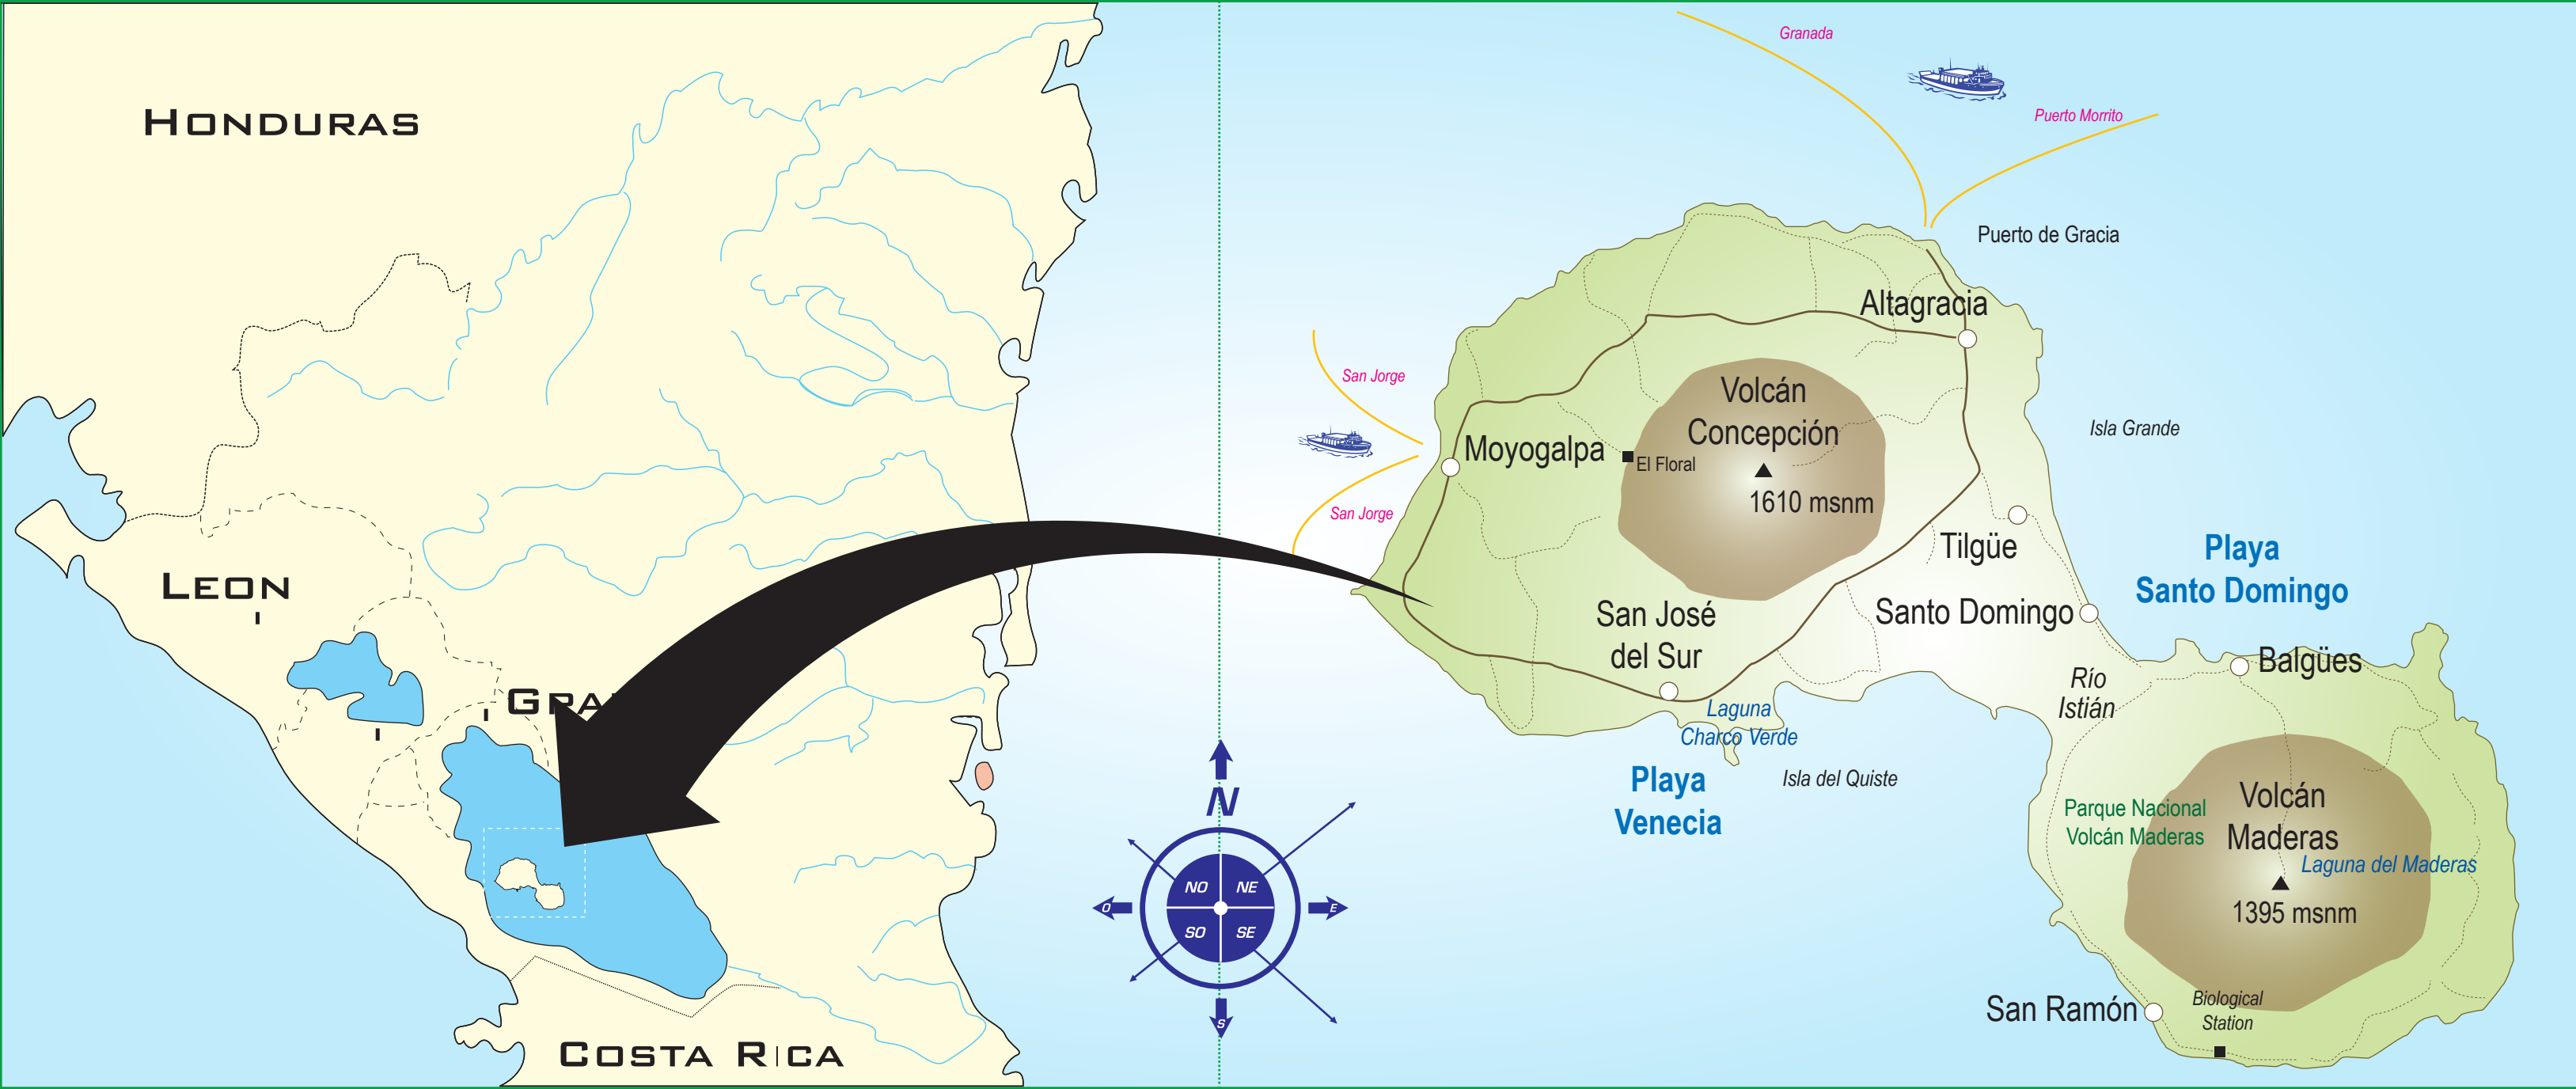 HONDURAS
LEON
GRA
COSTA RICA
N
NO
NE
O
E
SO
SE
S
Granada
Puerto Morrito
Puerto de Gracia
Altagracia
San Jorge
Volcán
Concepción
1610 msnm
Moyogalpa
El Floral
Isla Grande
San Jorge
Tilgüe
Playa
Santo Domingo
Santo Domingo
San José
del Sur
Balgües
Río
Istián
Laguna
Charco Verde
Playa
Venecia
Isla del Quiste
Parque Nacional
Volcán Maderas
Volcán
Maderas
Laguna del Maderas
1395 msnm
San Ramón
Biological
Station